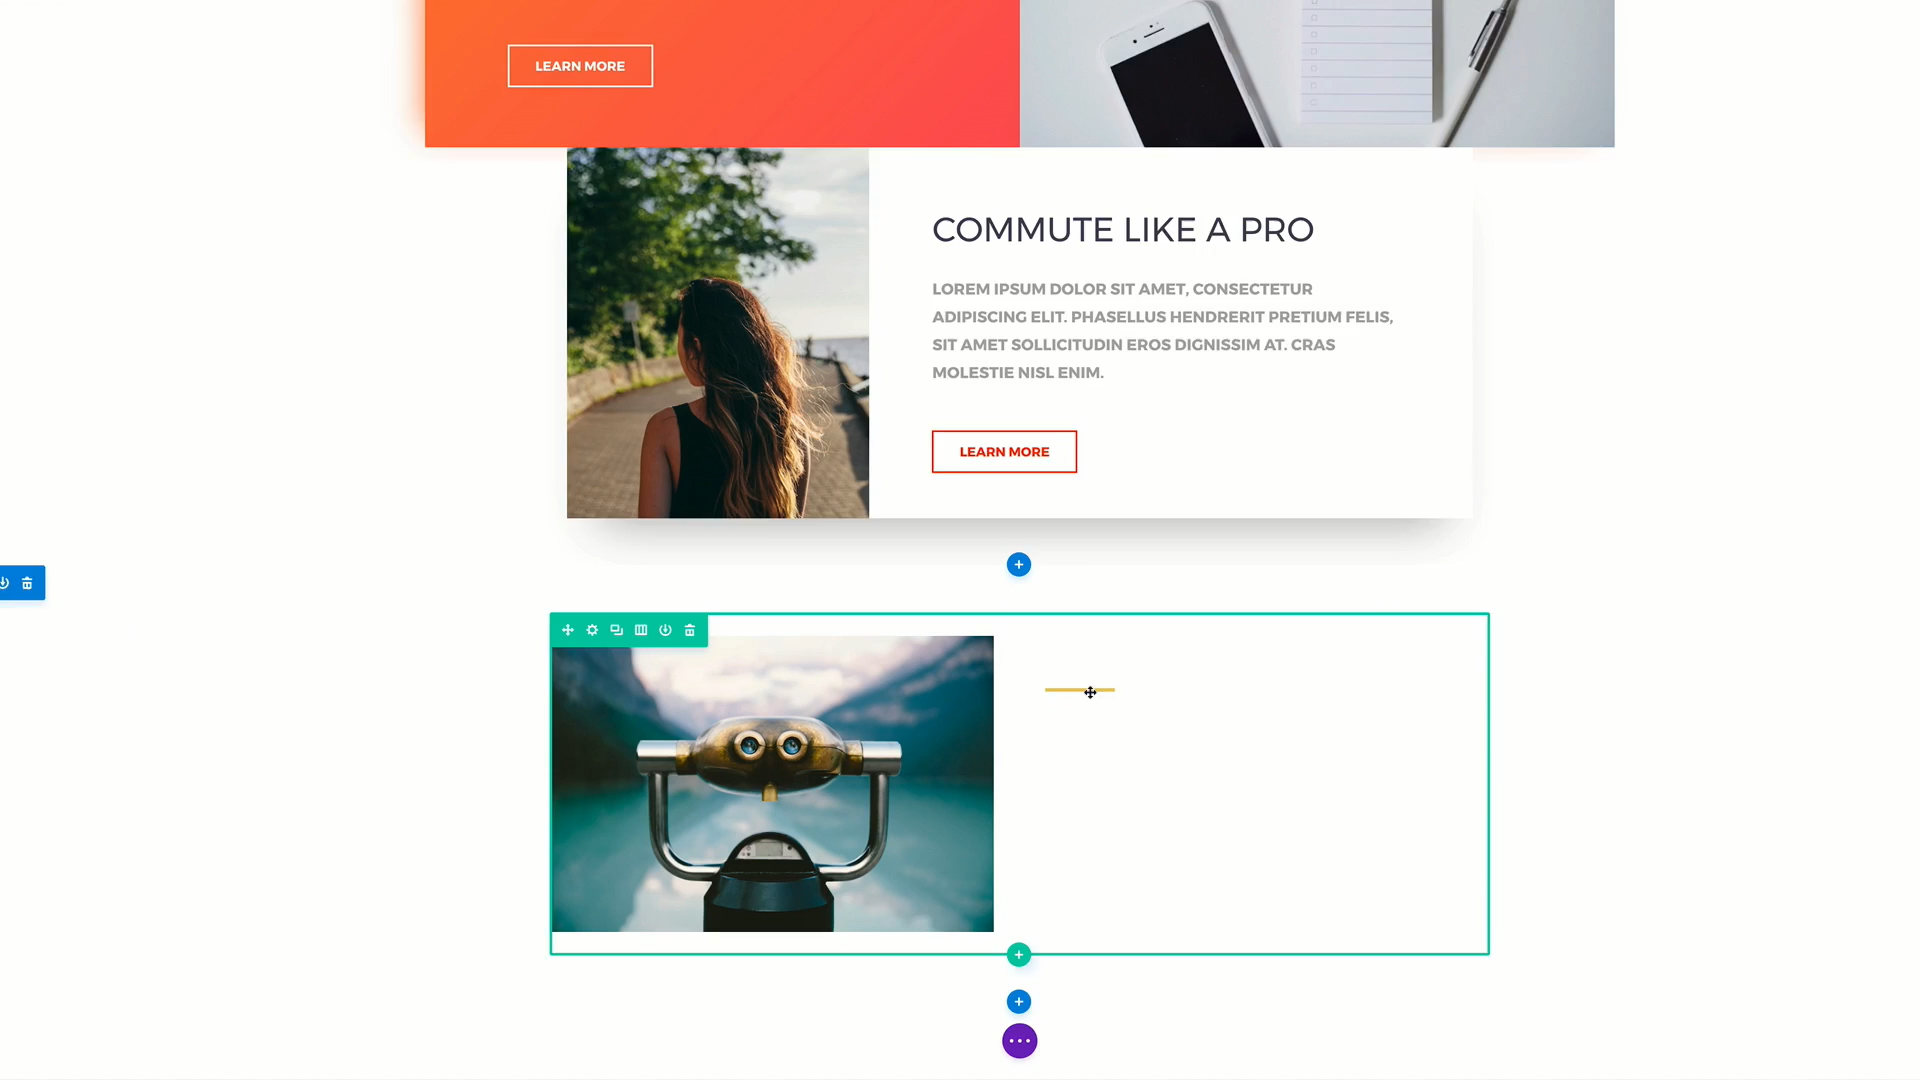 LEARN MORE
COMMUTE LIKE A PRO
LOREM IPSUM DOLOR SIT AMET, CONSECTETUR
ADIPISCING ELIT. PHASELLUS HENDRERIT PRETIUM FELIS,
SIT AMET SOLLICITUDIN EROS DIGNISSIM AT. CRAS
MOLESTIE NISL ENIM.
LEARN MORE